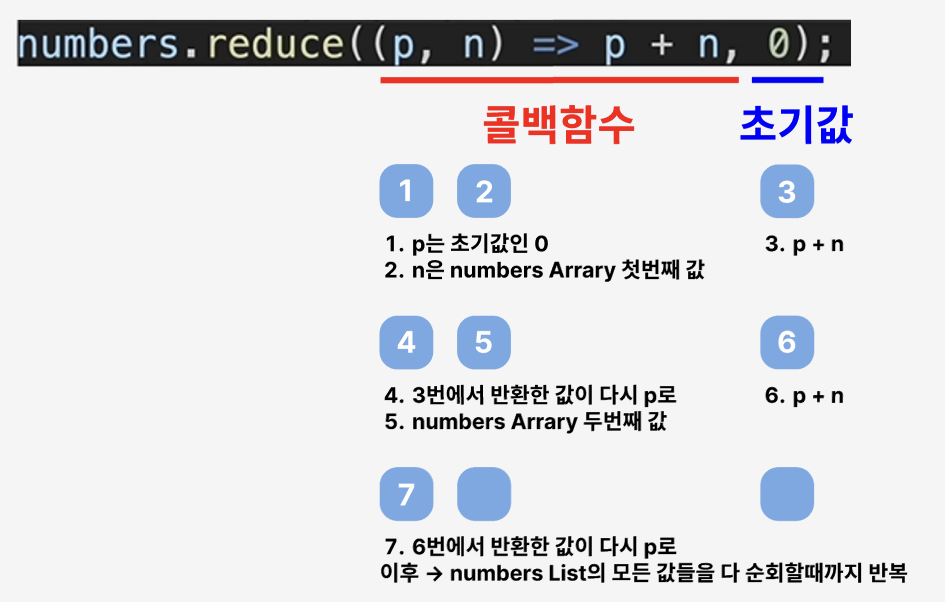 numbers.reduce((p, n) => p + n, 0);
콜백함수 초기값
1 2 3
1. p는 초기값인 0
2. n은 numbers Arrary 첫번째 값
3. p + n
4 5 6
4. 3번에서 반환한 값이 다시 p로
5. numbers Arrary 두번째 값
6. p + n
7
7. 6번에서 반환한 값이 다시 p로
이후 → numbers List의 모든 값들을 다 순회할때까지 반복